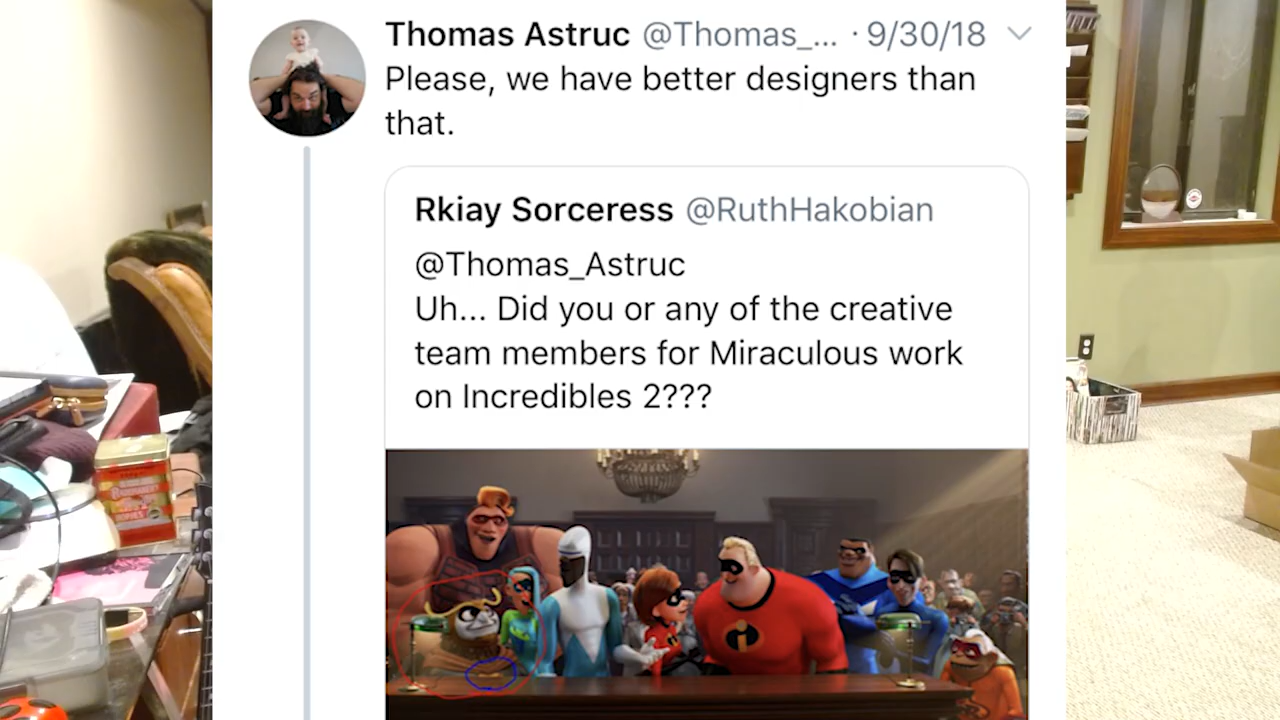 Thomas Astruc @Thomas_... · 9/30/18
Please, we have better designers than
that.
Rkiay Sorceress @RuthHakobian
@Thomas_Astruc
Uh... Did you or any of the creative
team members for Miraculous work
on Incredibles 2???